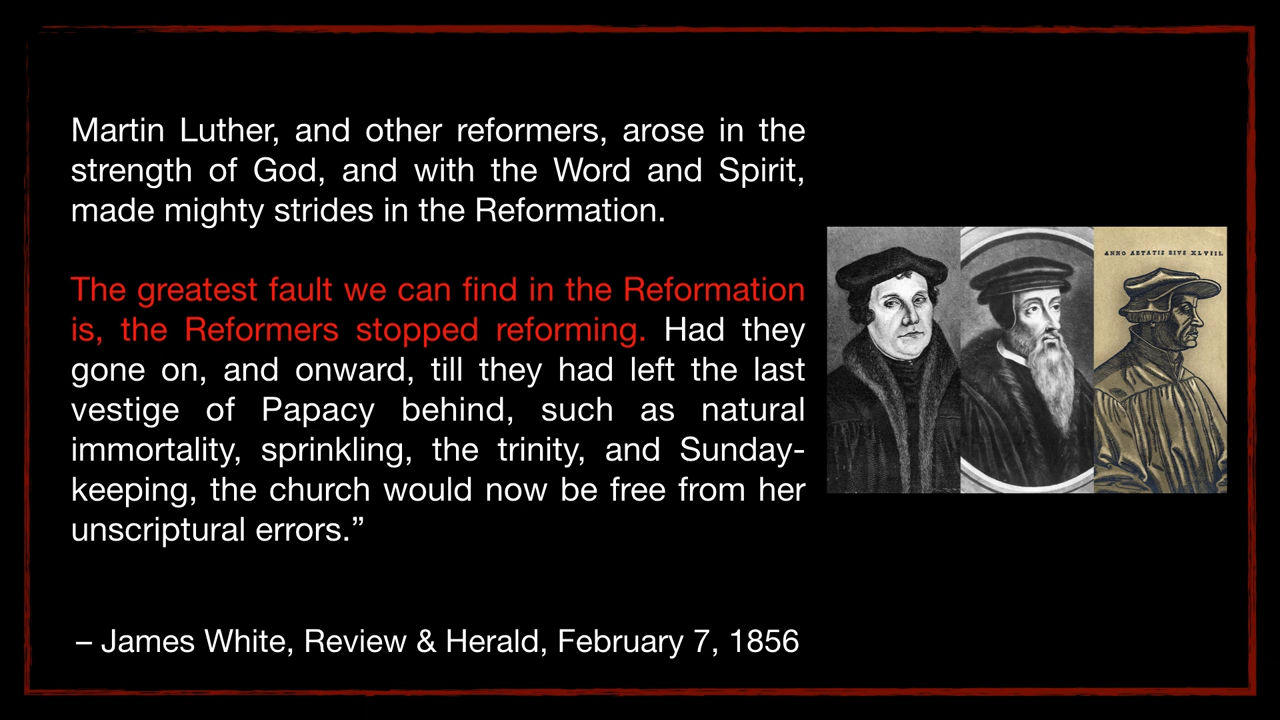 Martin Luther, and other reformers, arose in the
strength of God, and with the Word and Spirit,
made mighty strides in the Reformation.
The greatest fault we can find in the Reformation
is, the Reformers stopped reforming. Had they
gone on, and onward, till they had left the last
vestige of Papacy behind, such as natural
immortality, sprinkling, the trinity, and Sunday-
keeping, the church would now be free from her
unscriptural errors.”
– James White, Review & Herald, February 7, 1856
ANNO AETATIS EIVS XLVIII.